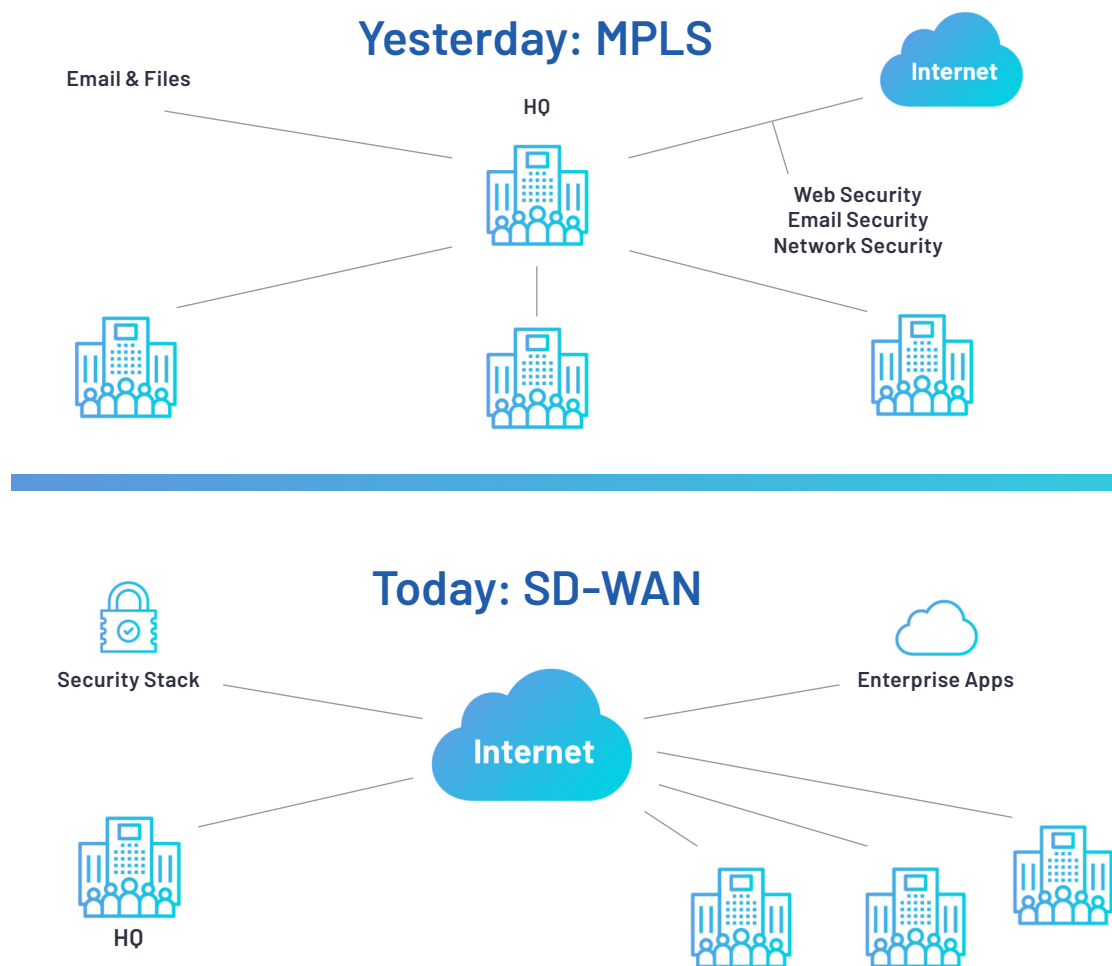 Yesterday: MPLS
Email & Files
HQ
Internet
Web Security
Email Security
Network Security
Today: SD-WAN
Security Stack
Enterprise Apps
Internet
HQ